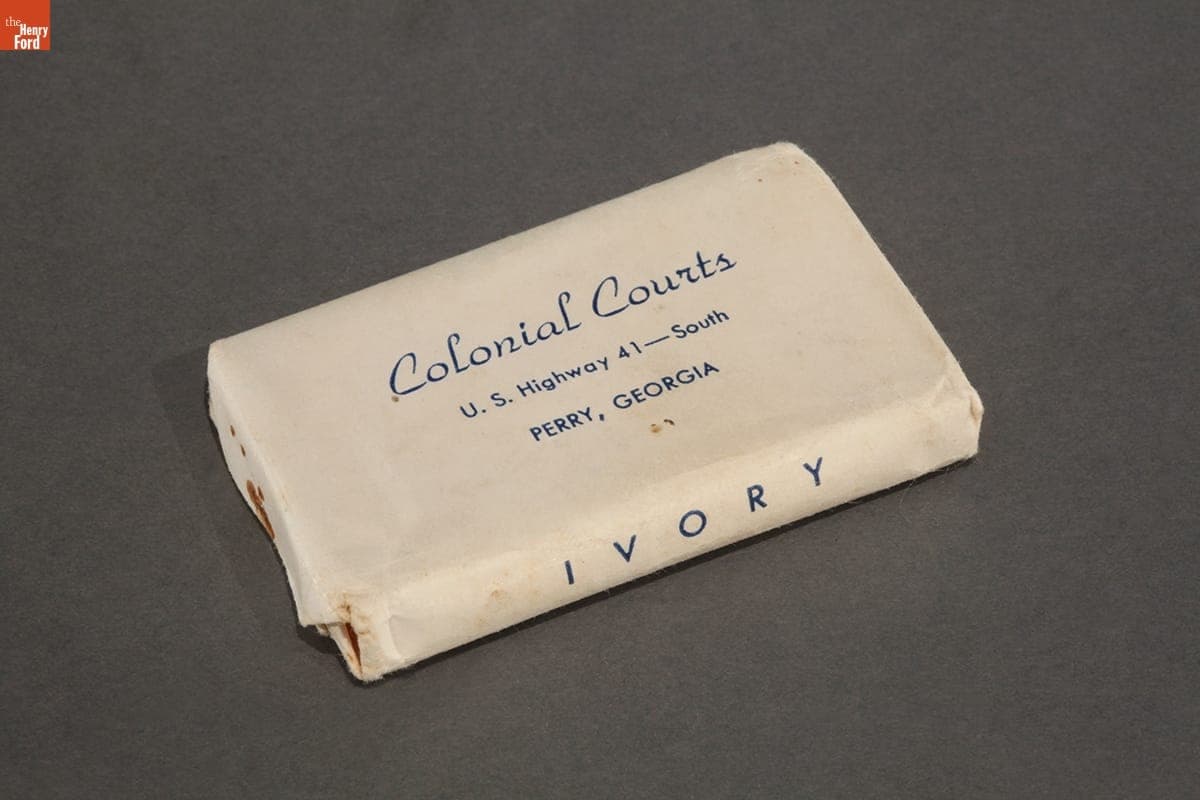 the
Henry
Ford
Colonial Courts
U. S. Highway 41—South
PERRY, GEORGIA
IVORY